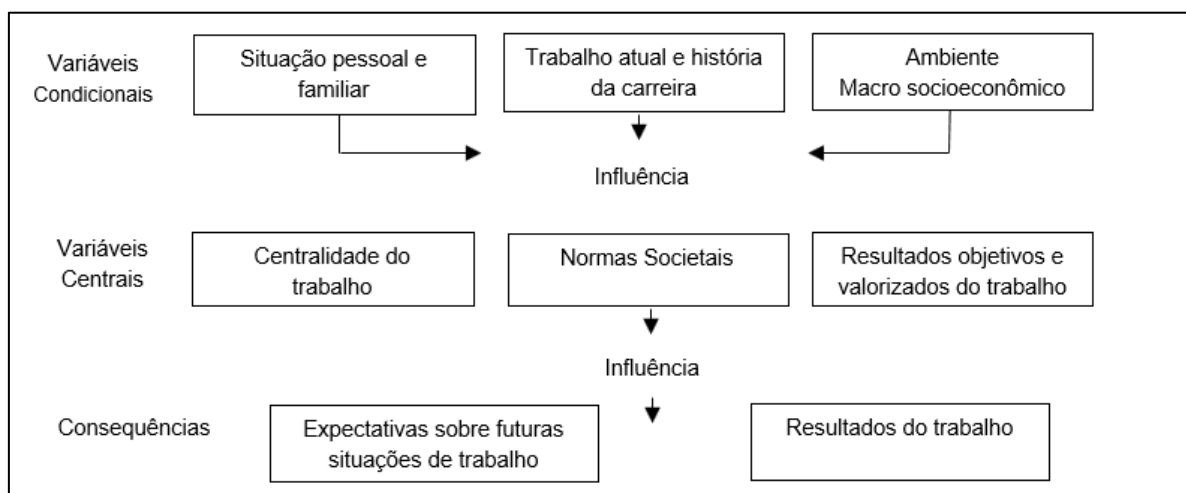 Variáveis
Condicionais
Situação pessoal e
familiar
Trabalho atual e história
da carreira
Ambiente
Macro socioeconômico
Influência
Variáveis
Centrais
Centralidade do
trabalho
Normas Societais
Resultados objetivos e
valorizados do trabalho
Influência
Consequências
Expectativas sobre futuras
situações de trabalho
Resultados do trabalho